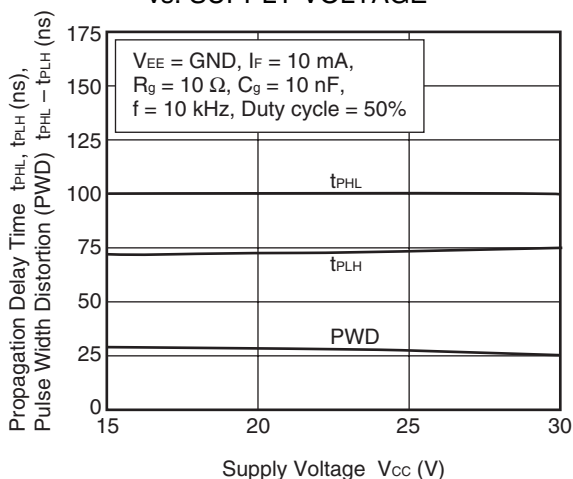 vs. SUPPLY VOLTAGE
Propagation Delay Time tPHL, tPLH (ns),
Pulse Width Distortion (PWD) tPHL – tPLH (ns)
175
150
125
100
75
50
25
0
VEE = GND, IF = 10 mA,
Rg = 10 Ω, Cg = 10 nF,
f = 10 kHz, Duty cycle = 50%
tPHL
tPLH
PWD
15
20
25
30
Supply Voltage VCC (V)